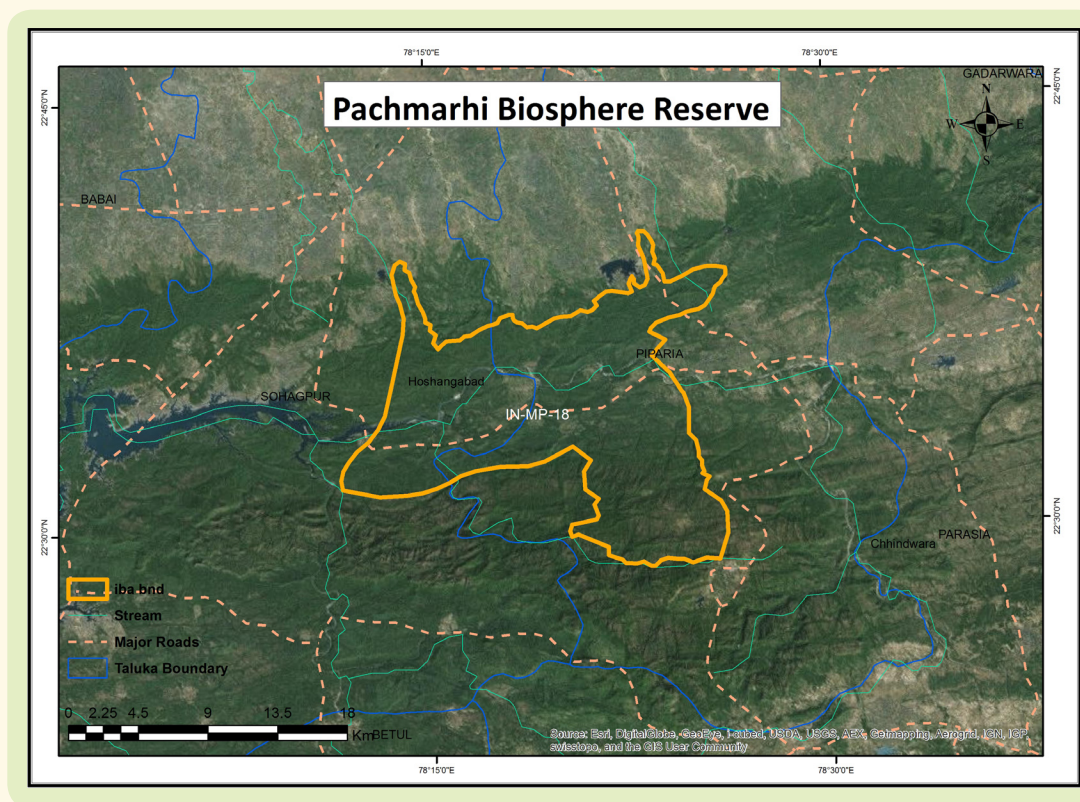 78°15'0"E
78°30'0"E
GADARWARA
Pachmarhi Biosphere Reserve
N
W
E
S
22°45'0"N
22°45'0"N
BABAI
PIPARIA
Hoshangabad
SOHAGPUR
IN-MP-18
22°30'0"N
22°30'0"N
PARASIA
Chhindwara
iba bnd
Stream
Major Roads
Taluka Boundary
0 2.25 4.5 9 13.5 18
Km
BETUL
Source: Esri, DigitalGlobe, GeoEye, i-cubed, USDA, USGS, AEX, Getmapping, Aerogrid, IGN, IGP,
swisstopo, and the GIS User Community
78°15'0"E
78°30'0"E